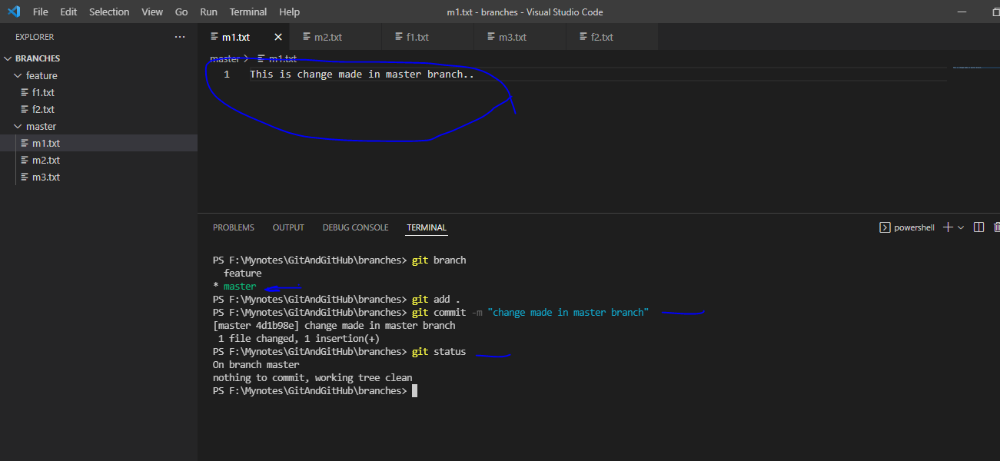 File Edit Selection View Go Run Terminal Help
m1.txt - branches - Visual Studio Code
EXPLORER
BRANCHES
feature
f1.txt
f2.txt
master
m1.txt
m2.txt
m3.txt
m1.txt m2.txt f1.txt m3.txt f2.txt
master > m1.txt
1 This is change made in master branch..
PROBLEMS OUTPUT DEBUG CONSOLE TERMINAL
powershell
PS F:\Mynotes\GitAndGitHub\branches> git branch
feature
* master
PS F:\Mynotes\GitAndGitHub\branches> git add .
PS F:\Mynotes\GitAndGitHub\branches> git commit -m "change made in master branch"
[master 4d1b98e] change made in master branch
1 file changed, 1 insertion(+)
PS F:\Mynotes\GitAndGitHub\branches> git status
On branch master
nothing to commit, working tree clean
PS F:\Mynotes\GitAndGitHub\branches>